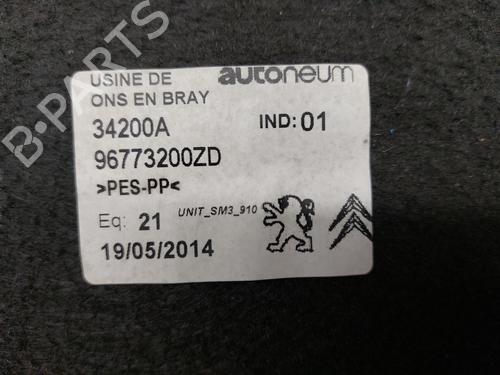 USINE DE autoneum
ONS EN BRAY
34200A IND: 01
96773200ZD
>PES-PP<
Eq: 21 UNIT_SM3_910
19/05/2014
B-PARTS